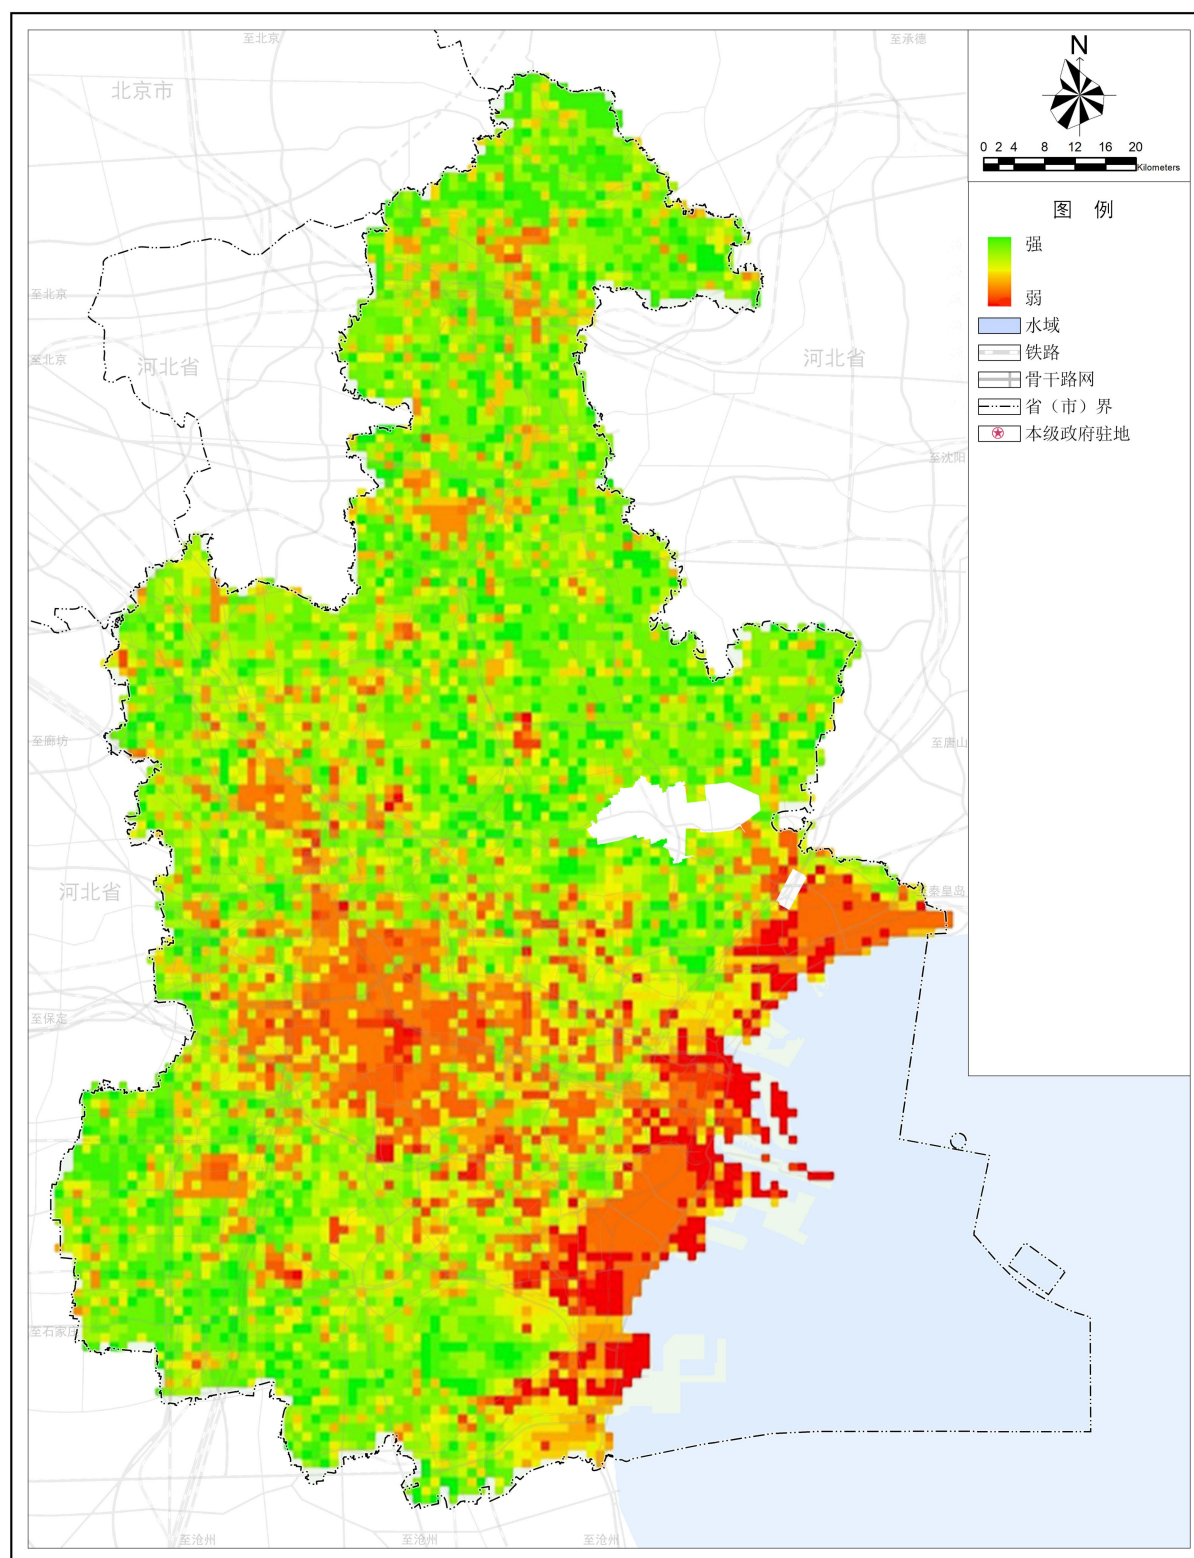 至北京
至承德
北京市
N
0 2 4 8 12 16 20
Kilometers
图 例
强
弱
水域
铁路
骨干路网
省（市）界
本级政府驻地
至北京
至北京
河北省
河北省
至沈阳
至廊坊
至唐山
河北省
秦皇岛
至保定
至石家庄
至沧州
至沧州
至沧州